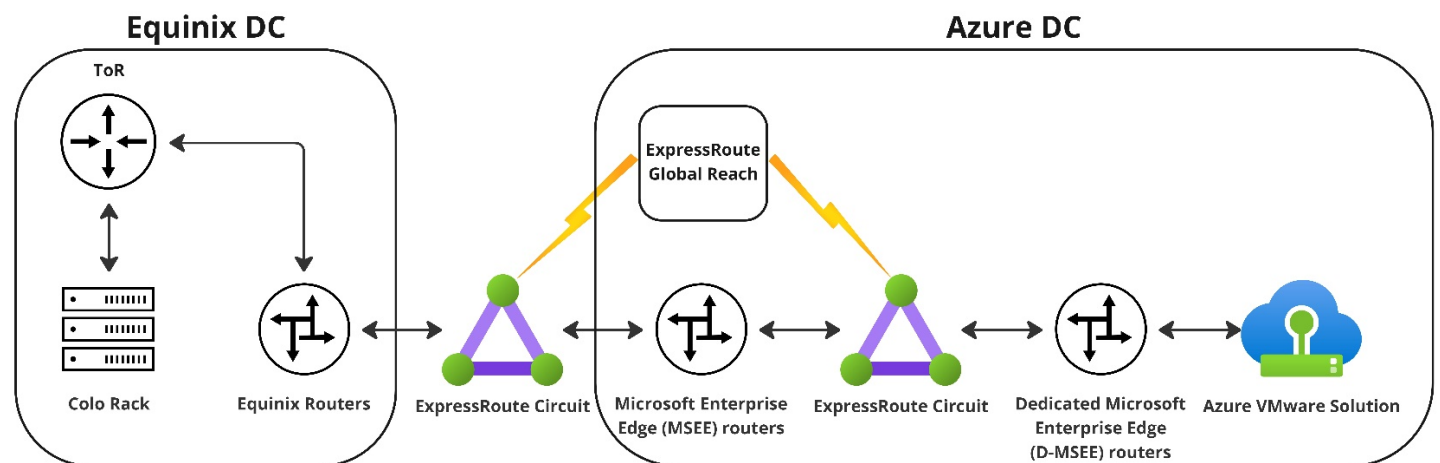 Equinix DC
Azure DC
ToR
ExpressRoute
Global Reach
Colo Rack
Equinix Routers
ExpressRoute Circuit
Microsoft Enterprise
Edge (MSEE) routers
ExpressRoute Circuit
Dedicated Microsoft
Enterprise Edge
(D-MSEE) routers
Azure VMware Solution